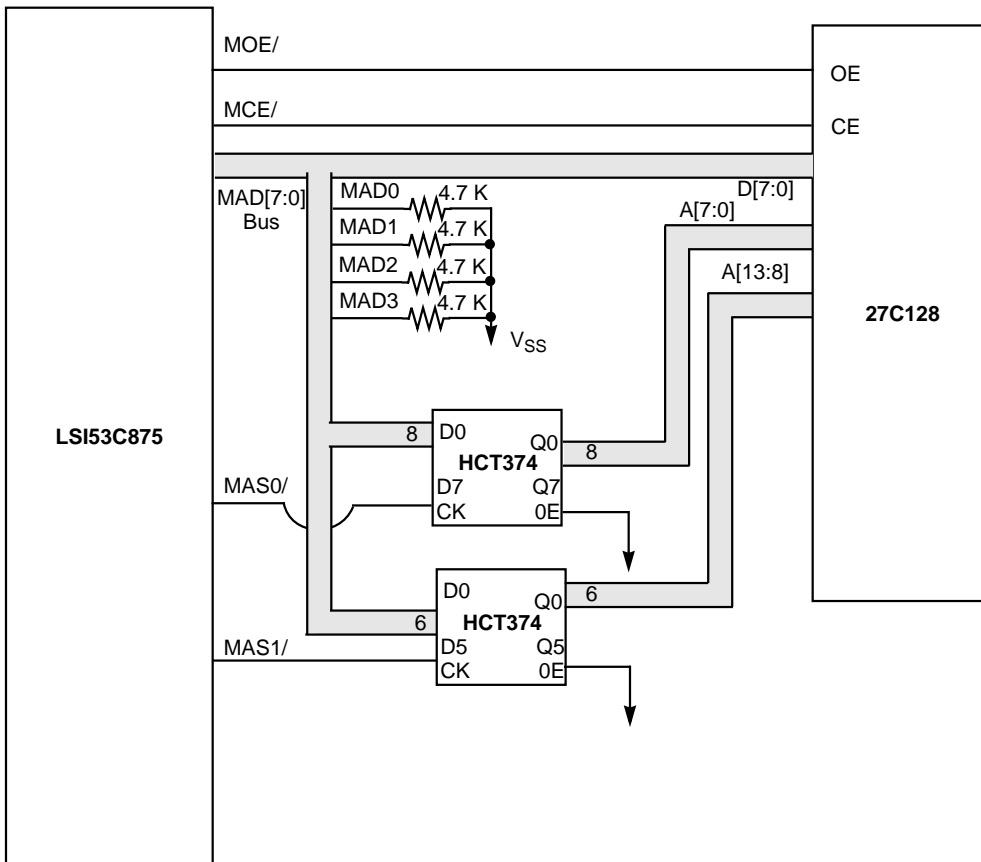 MOE/
OE
MCE/
CE
MAD[7:0]
Bus
MAD0
4.7 K
MAD1
4.7 K
MAD2
4.7 K
MAD3
4.7 K
VSS
D[7:0]
A[7:0]
A[13:8]
27C128
LSI53C875
8
D0
Q0
8
HCT374
D7
Q7
MAS0/
CK
0E
D0
Q0
6
6
HCT374
D5
Q5
MAS1/
CK
0E